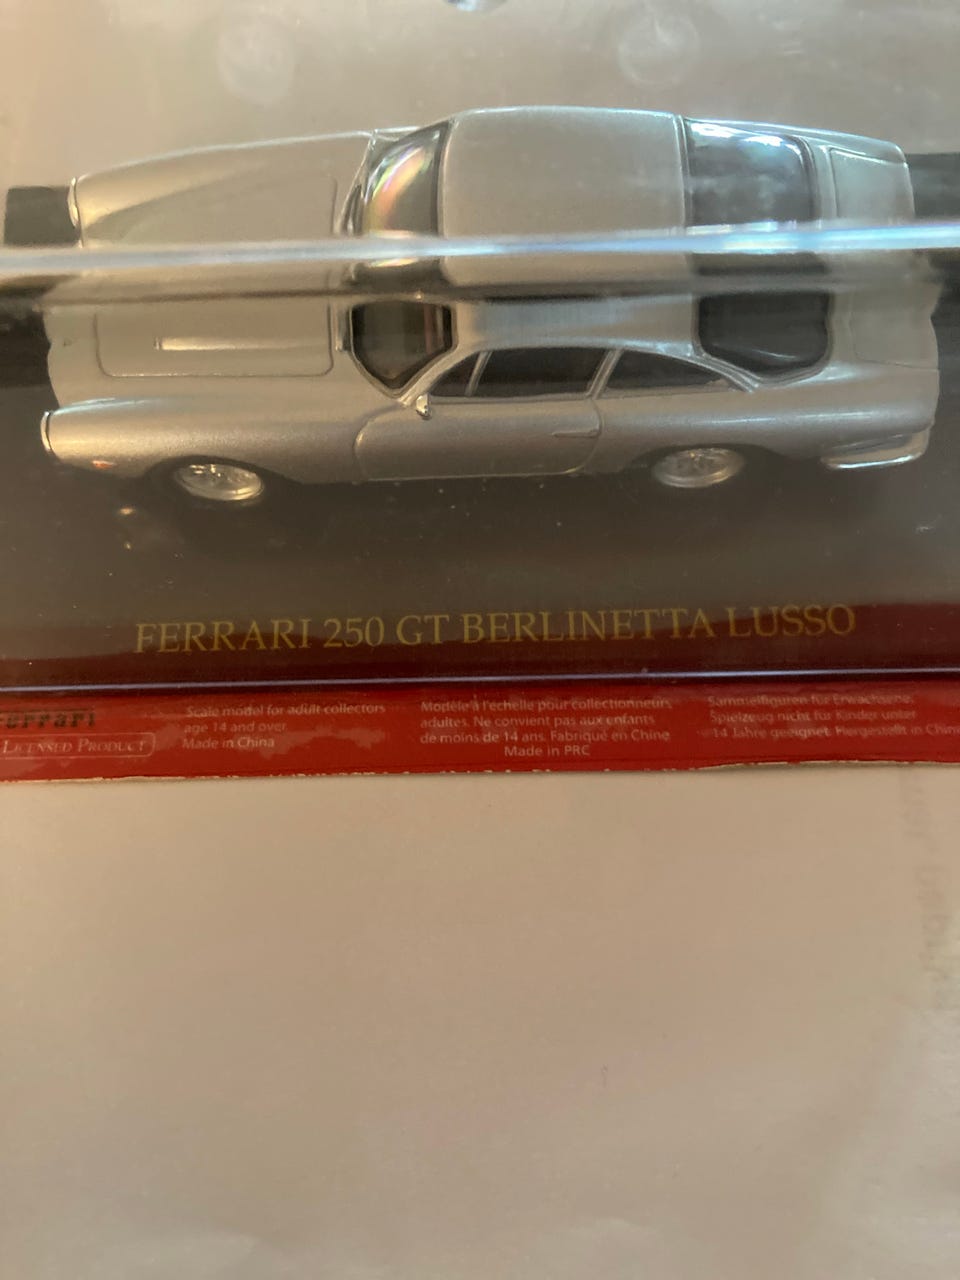 FERRARI 250 GT BERLINETTA LUSSO
Ferrari
LICENSED PRODUCT
Scale model for adult collectors
age 14 and over.
Made in China
Modèle à l'echelle pour collectionneurs
adultes. Ne convient pas aux enfants
de moins de 14 ans. Fabriqué en Chine
Made in PRC
Sammlelfiguren für Erwachsene.
Spielzeug nicht für Kinder unter
14 Jahre geeignet. Hergestellt in China